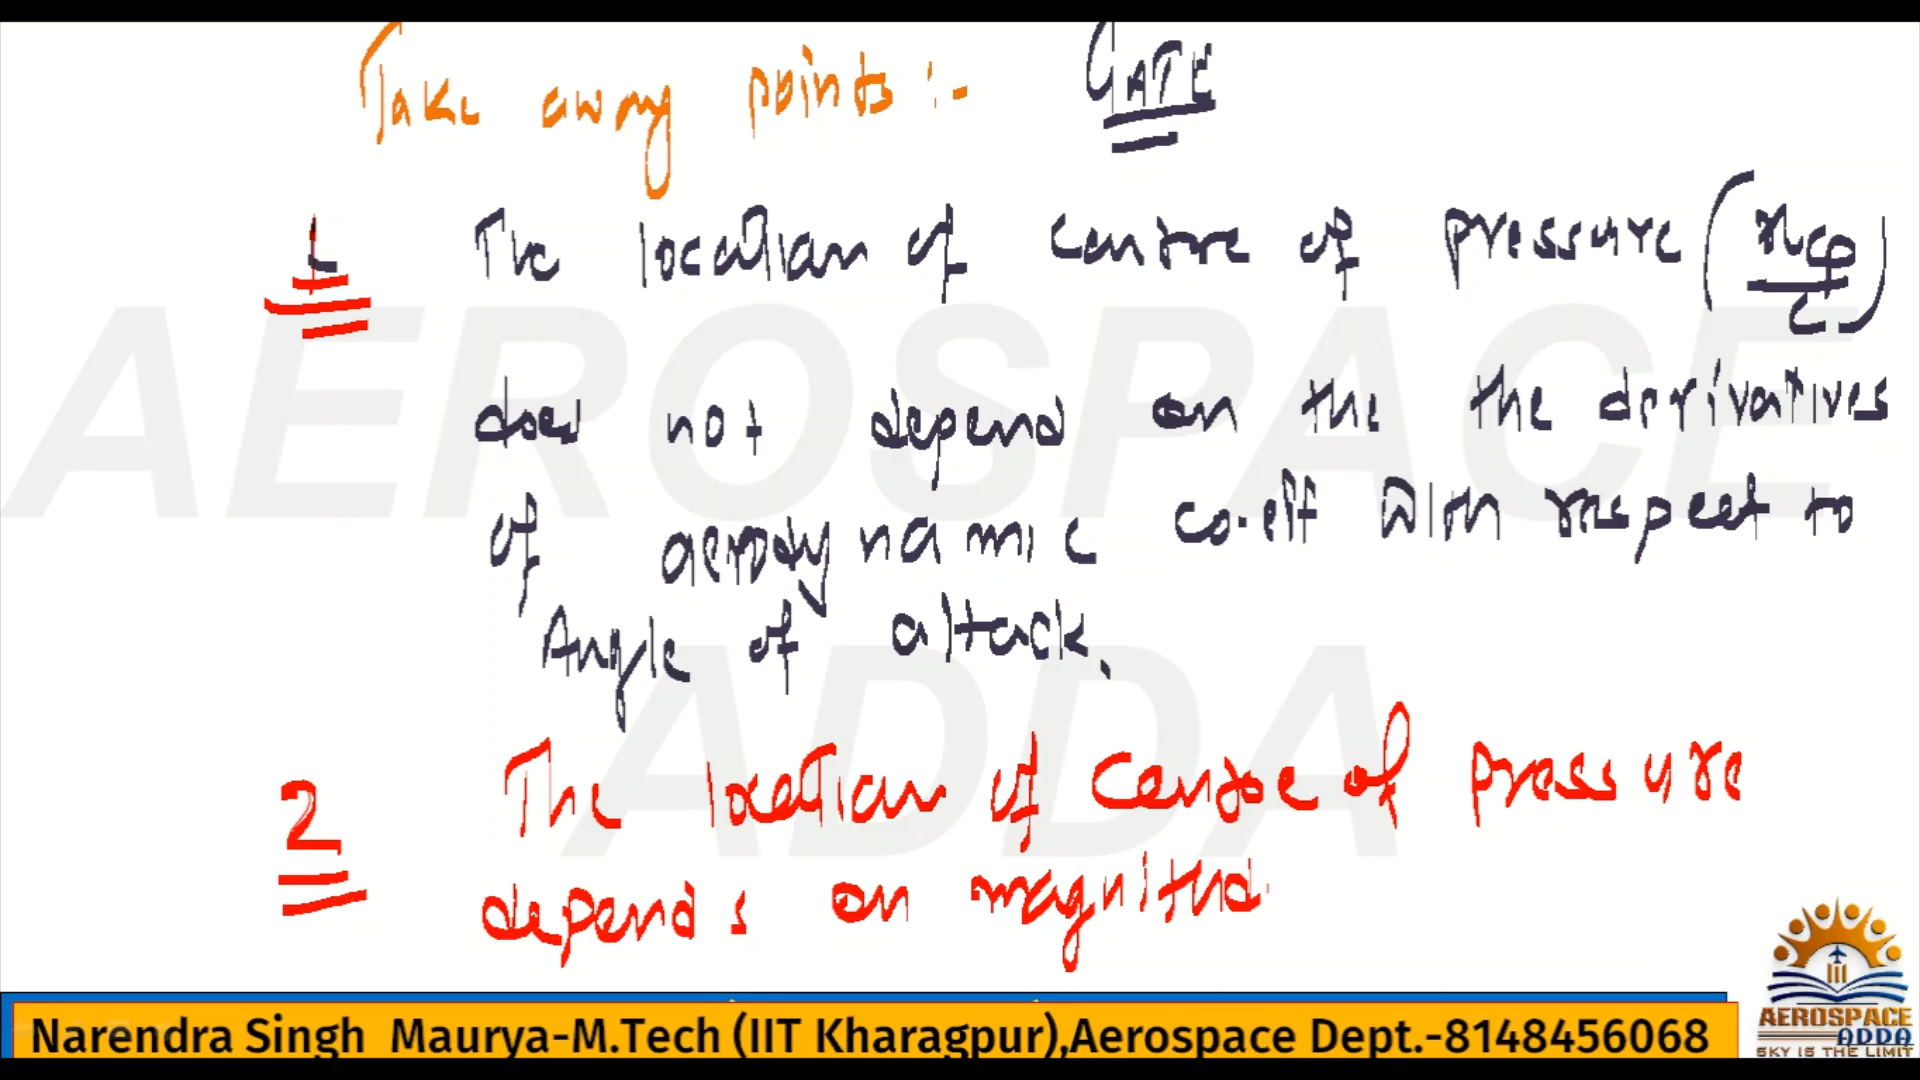 Take away points :- GATE
1 The location of centre of pressure (xcp/c)
does not depend on the the derivatives
of aerodynamic co.eff with respect to
Angle of attack.
2 The location of centre of pressure
depends on magnitud
AEROSPACE
ADDA
Narendra Singh Maurya-M.Tech (IIT Kharagpur),Aerospace Dept.-8148456068
AEROSPACE
ADDA
SKY IS THE LIMIT